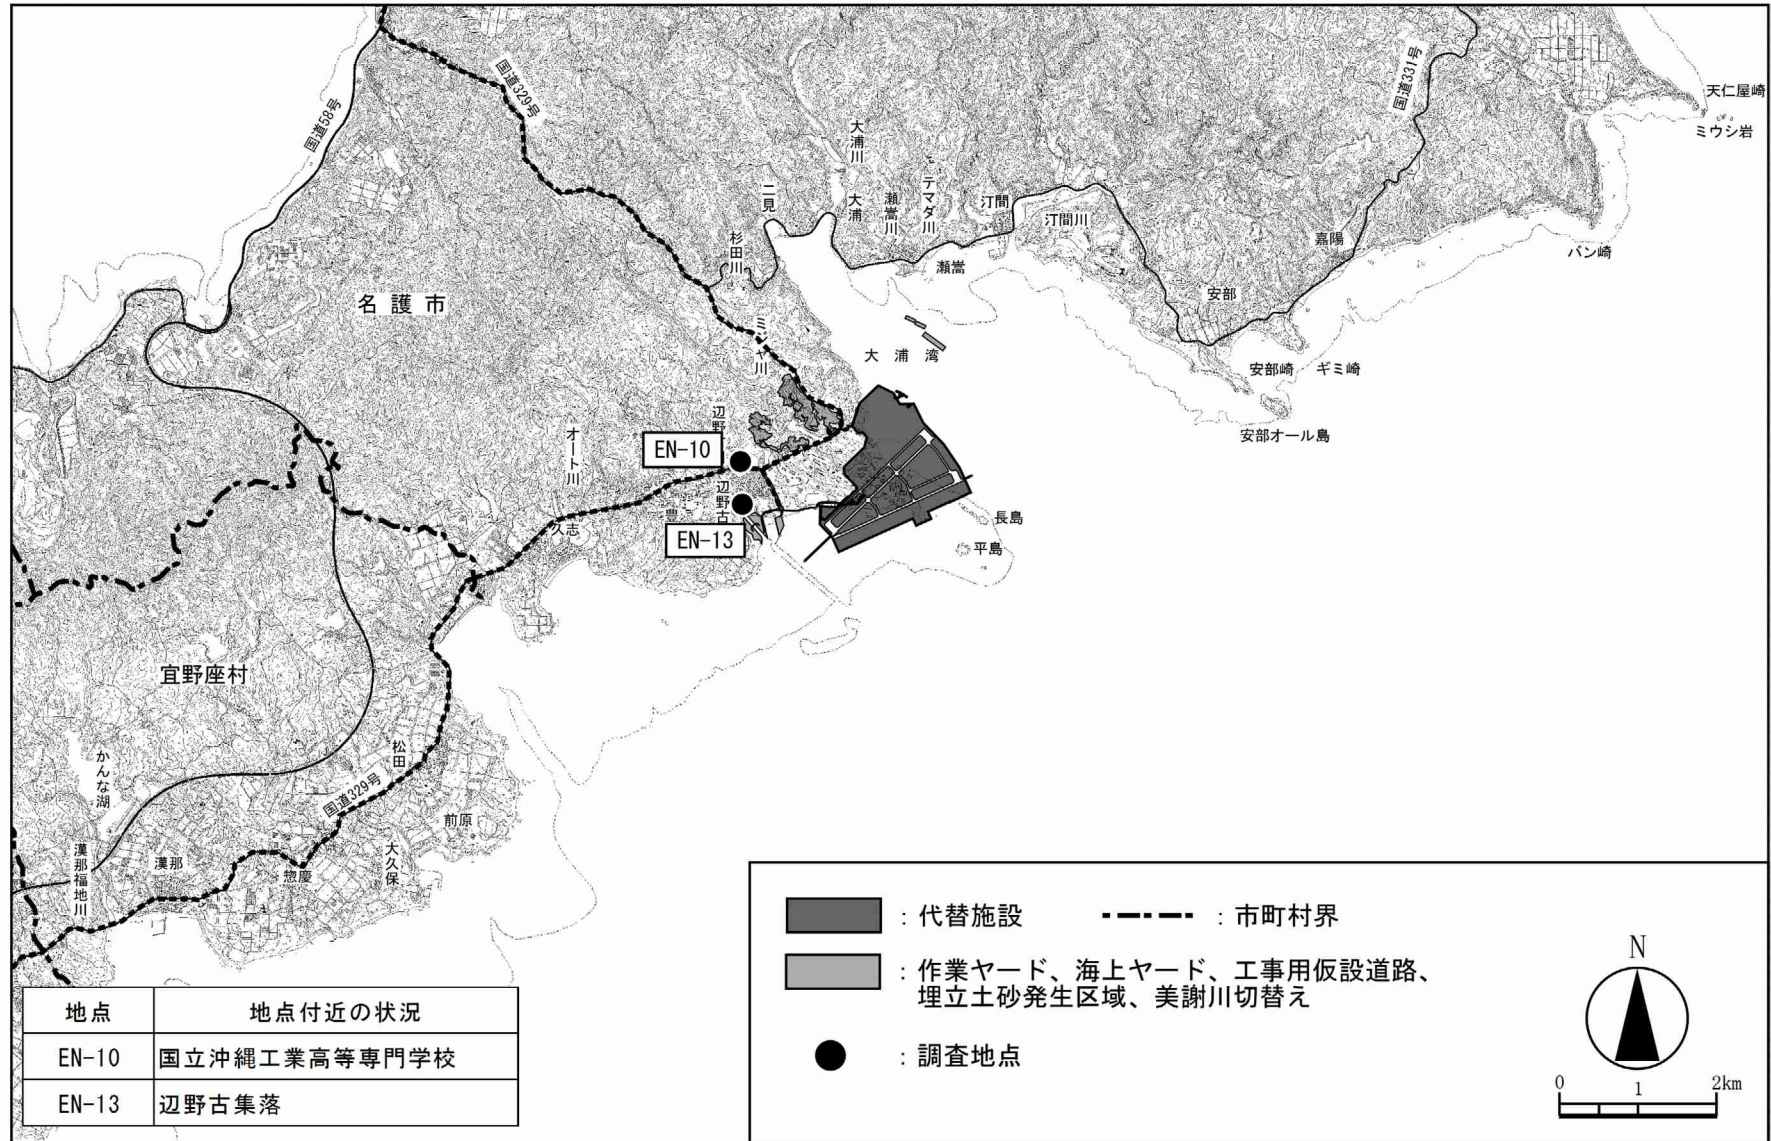 国道58号
国道329号
国道331号
天仁屋崎
ミウシ岩
バン崎
大浦川
大浦
瀬嵩川
テマダ川
汀間
汀間川
嘉陽
二見
杉田川
瀬嵩
安部
名護市
大浦湾
安部崎
ギミ崎
安部オール島
オート川
EN-10
辺野古
久志
EN-13
長島
平島
宜野座村
かんな湖
松田
国道329号
前原
大久保
漢那福地川
漢那
惣慶
地点 地点付近の状況
EN-10 国立沖縄工業高等専門学校
EN-13 辺野古集落
：代替施設
：市町村界
：作業ヤード、海上ヤード、工事用仮設道路、
埋立土砂発生区域、美謝川切替え
：調査地点
N
0 1 2km